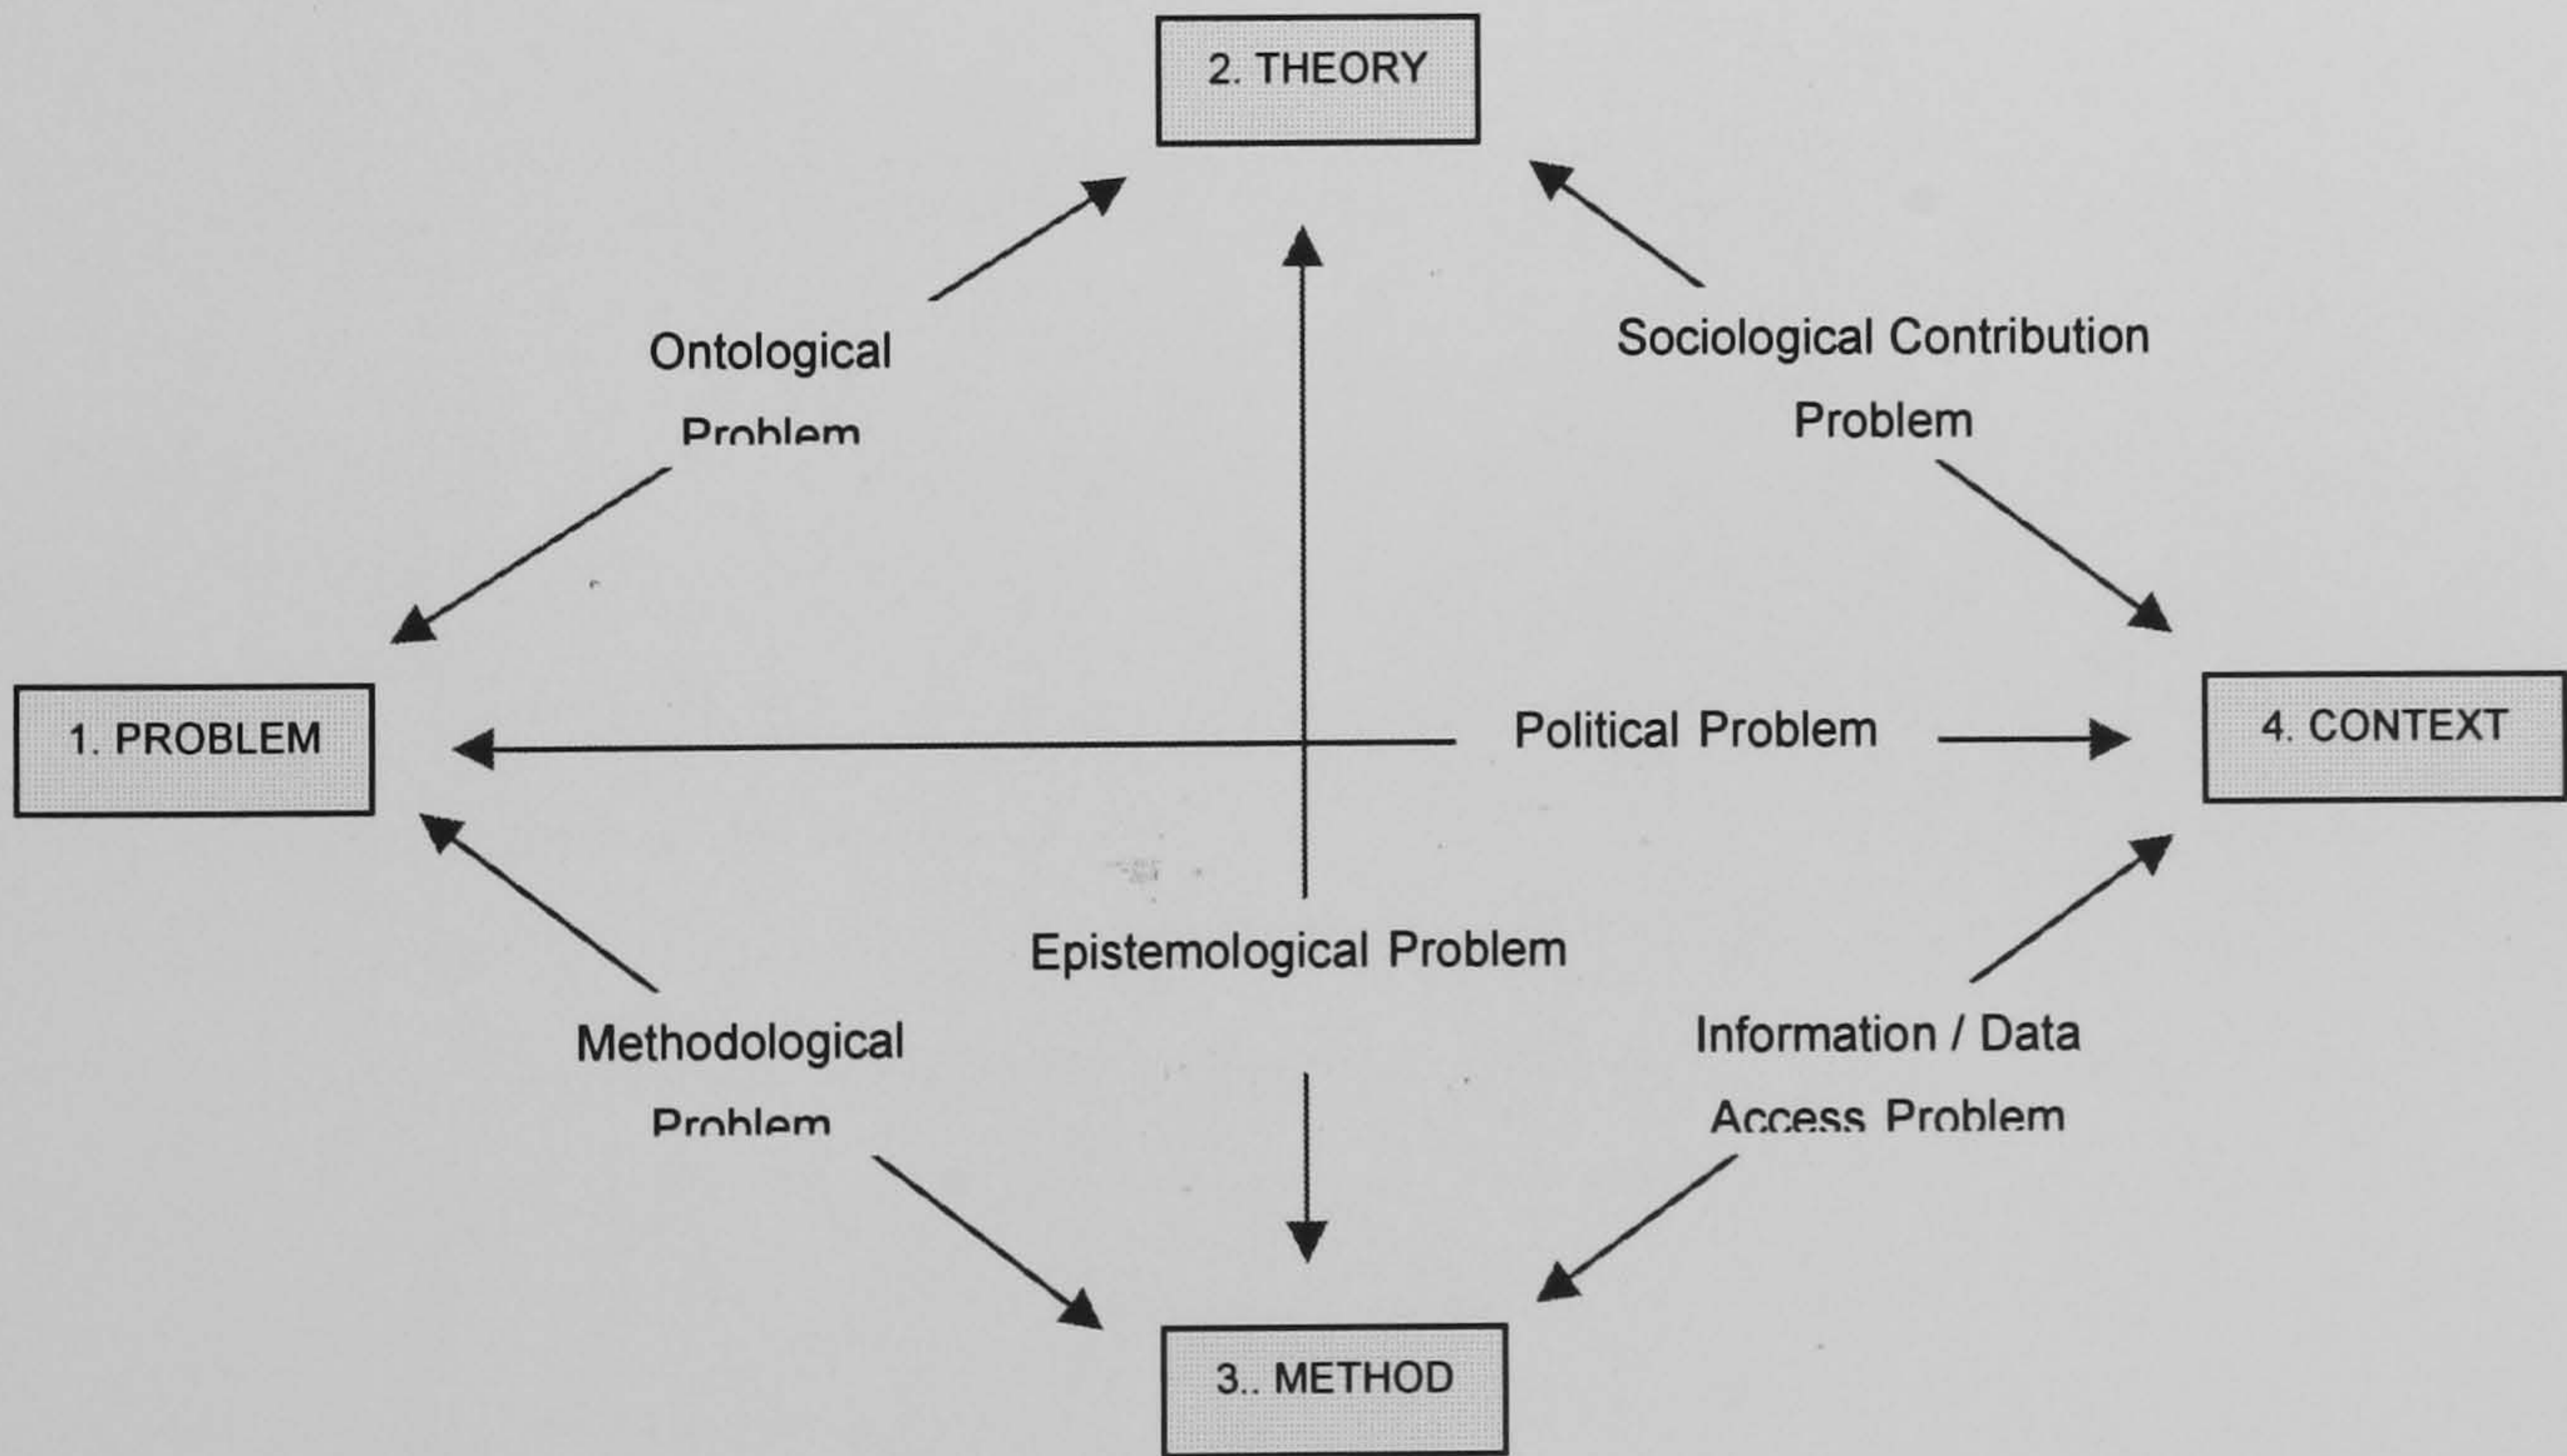 2. THEORY
Ontological
Problem
Sociological Contribution
Problem
1. PROBLEM
Political Problem
4. CONTEXT
Epistemological Problem
Methodological
Problem
Information / Data
Access Problem
3.. METHOD